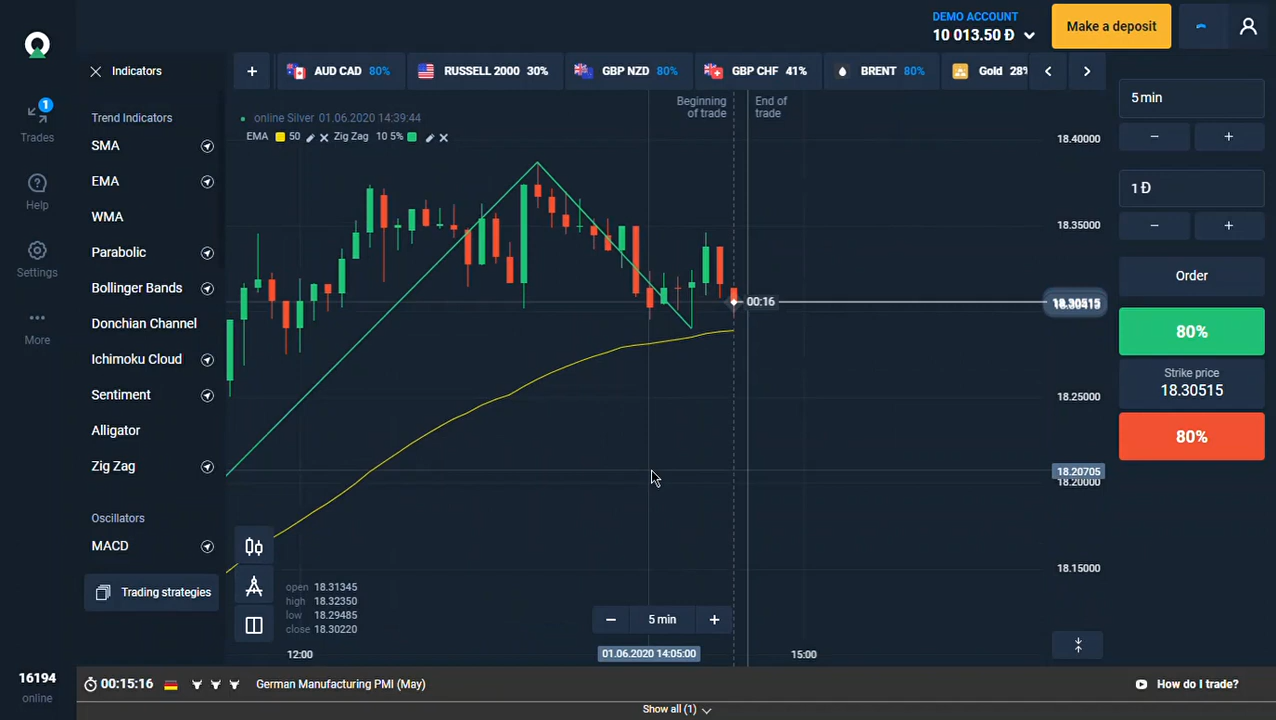 DEMO ACCOUNT
10 013.50 Đ
Make a deposit
Indicators
AUD CAD 80%
RUSSELL 2000 30%
GBP NZD 80%
GBP CHF 41%
BRENT 80%
Gold 28%
1
Trades
Help
Settings
More
16194
online
Trend Indicators
SMA
EMA
WMA
Parabolic
Bollinger Bands
Donchian Channel
Ichimoku Cloud
Sentiment
Alligator
Zig Zag
Oscillators
MACD
Trading strategies
online Silver 01.06.2020 14:39:44
EMA 50 Zig Zag 10 5%
Beginning
of trade
End of
trade
18.40000
18.35000
00:16
18.30515
18.25000
18.20705
18.20000
18.15000
open 18.31345
high 18.32350
low 18.29485
close 18.30220
− 5 min +
12:00
01.06.2020 14:05:00
15:00
5 min
− +
1 Đ
− +
Order
80%
Strike price
18.30515
80%
00:15:16 German Manufacturing PMI (May)
How do I trade?
Show all (1)